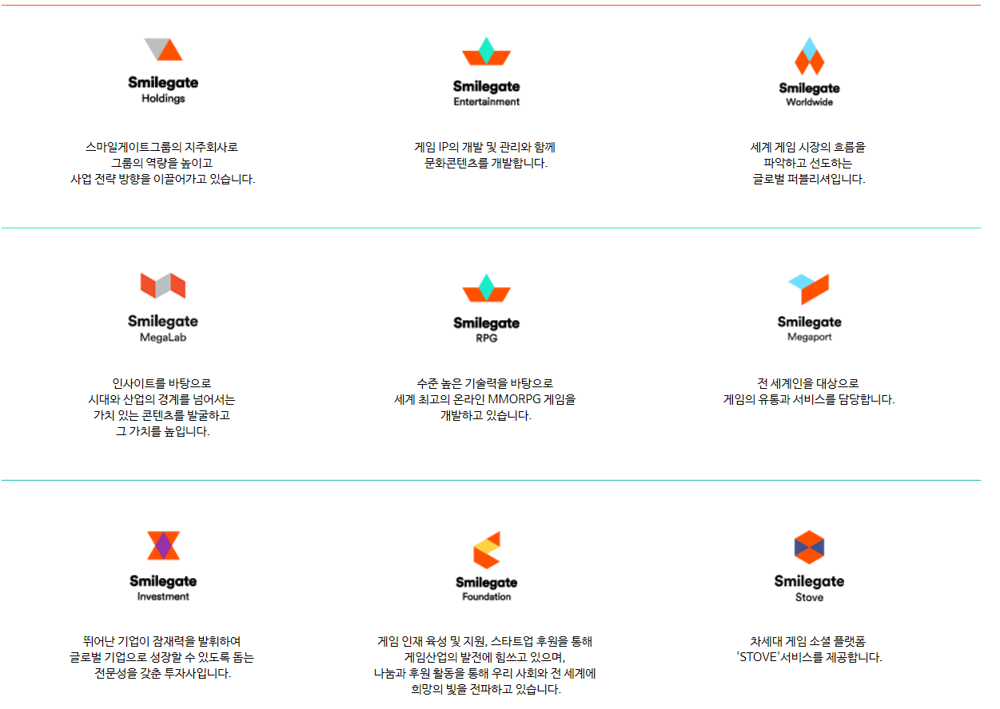 Smilegate
Holdings
스마일게이트그룹의 지주회사로
그룹의 역량을 높이고
사업 전략 방향을 이끌어가고 있습니다.
Smilegate
Entertainment
게임 IP의 개발 및 관리와 함께
문화콘텐츠를 개발합니다.
Smilegate
Worldwide
세계 게임 시장의 흐름을
파악하고 선도하는
글로벌 퍼블리셔입니다.
Smilegate
MegaLab
인사이트를 바탕으로
시대와 산업의 경계를 넘어서는
가치 있는 콘텐츠를 발굴하고
그 가치를 높입니다.
Smilegate
RPG
수준 높은 기술력을 바탕으로
세계 최고의 온라인 MMORPG 게임을
개발하고 있습니다.
Smilegate
Megaport
전 세계인을 대상으로
게임의 유통과 서비스를 담당합니다.
Smilegate
Investment
뛰어난 기업이 잠재력을 발휘하여
글로벌 기업으로 성장할 수 있도록 돕는
전문성을 갖춘 투자사입니다.
Smilegate
Foundation
게임 인재 육성 및 지원, 스타트업 후원을 통해
게임산업의 발전에 힘쓰고 있으며,
나눔과 후원 활동을 통해 우리 사회와 전 세계에
희망의 빛을 전파하고 있습니다.
Smilegate
Stove
차세대 게임 소셜 플랫폼
'STOVE'서비스를 제공합니다.